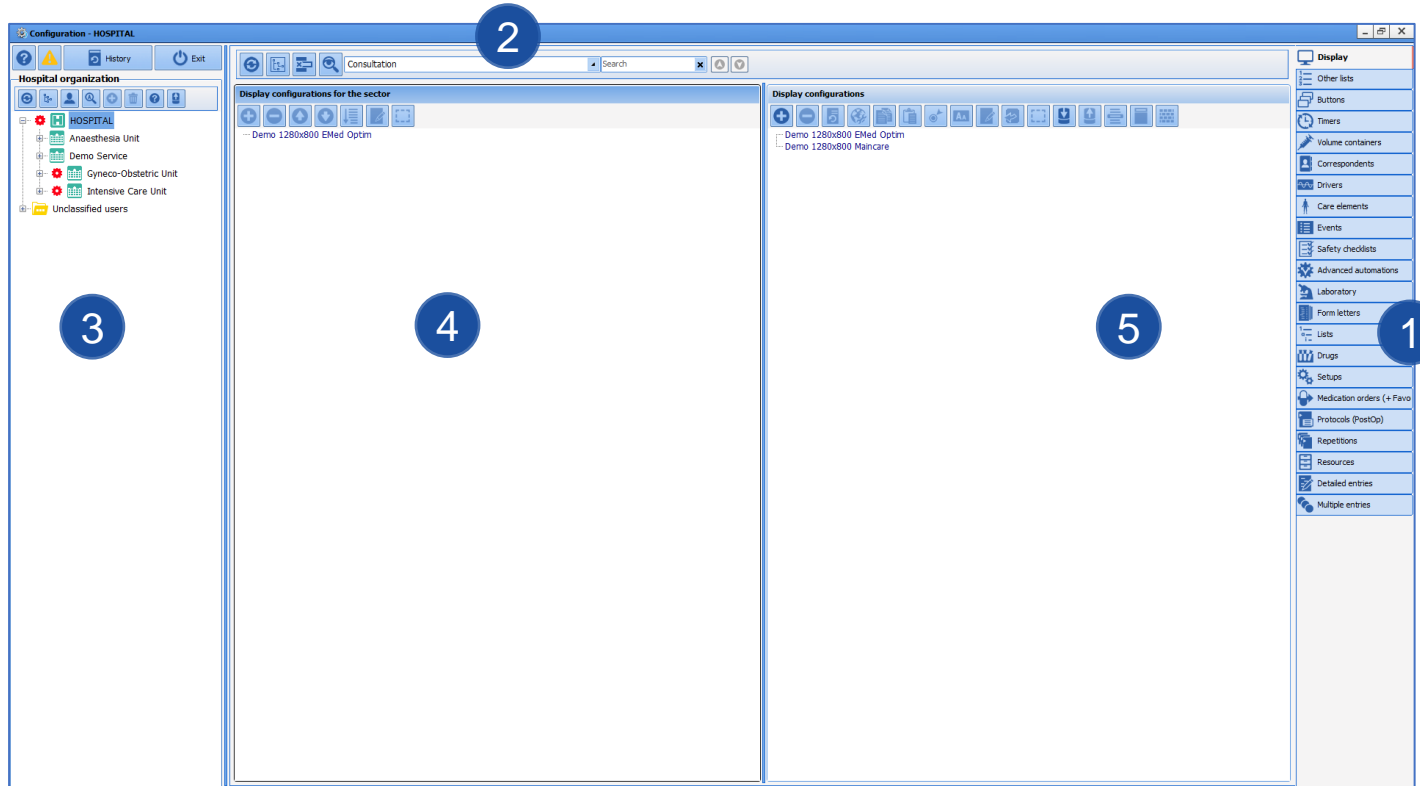 Configuration - HOSPITAL
2
History
Exit
Consultation
Search
Hospital organization
HOSPITAL
Anaesthesia Unit
Demo Service
Gyneco-Obstetric Unit
Intensive Care Unit
Unclassified users
3
Display configurations for the sector
Demo 1280x800 EMed Optim
4
Display configurations
Demo 1280x800 EMed Optim
Demo 1280x800 Maincare
5
Display
Other lists
Buttons
Timers
Volume containers
Correspondents
Drivers
Care elements
Events
Safety checklists
Advanced automations
Laboratory
Form letters
Lists
1
Drugs
Setups
Medication orders (+ Favo
Protocols (PostOp)
Repetitions
Resources
Detailed entries
Multiple entries